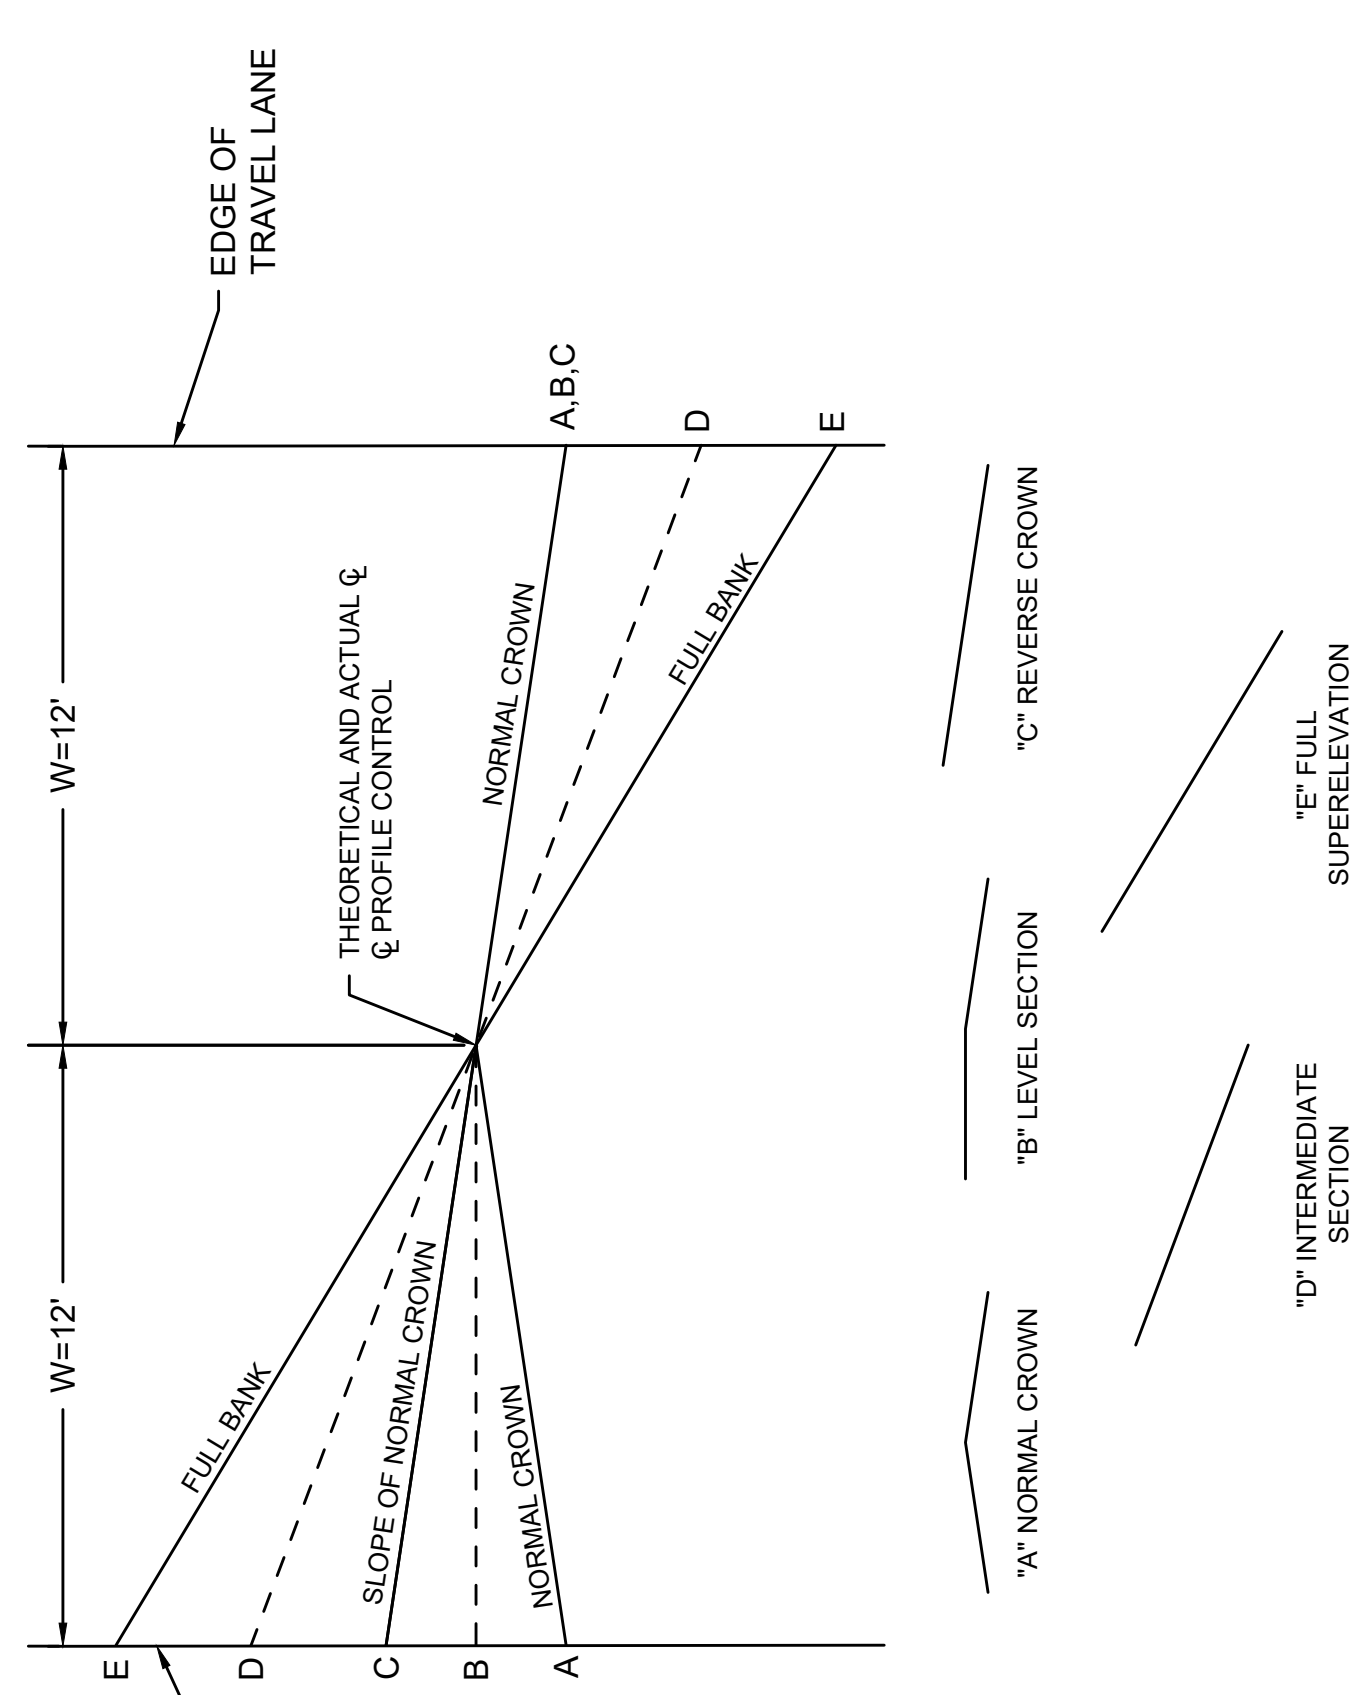 W=12'
W=12'
EDGE OF
TRAVEL LANE
THEORETICAL AND ACTUAL ℄
℄ PROFILE CONTROL
E
D
C
B
A
FULL BANK
SLOPE OF NORMAL CROWN
NORMAL CROWN
NORMAL CROWN
FULL BANK
A,B,C
D
E
"A" NORMAL CROWN
"B" LEVEL SECTION
"C" REVERSE CROWN
"D" INTERMEDIATE
SECTION
"E" FULL
SUPERELEVATION